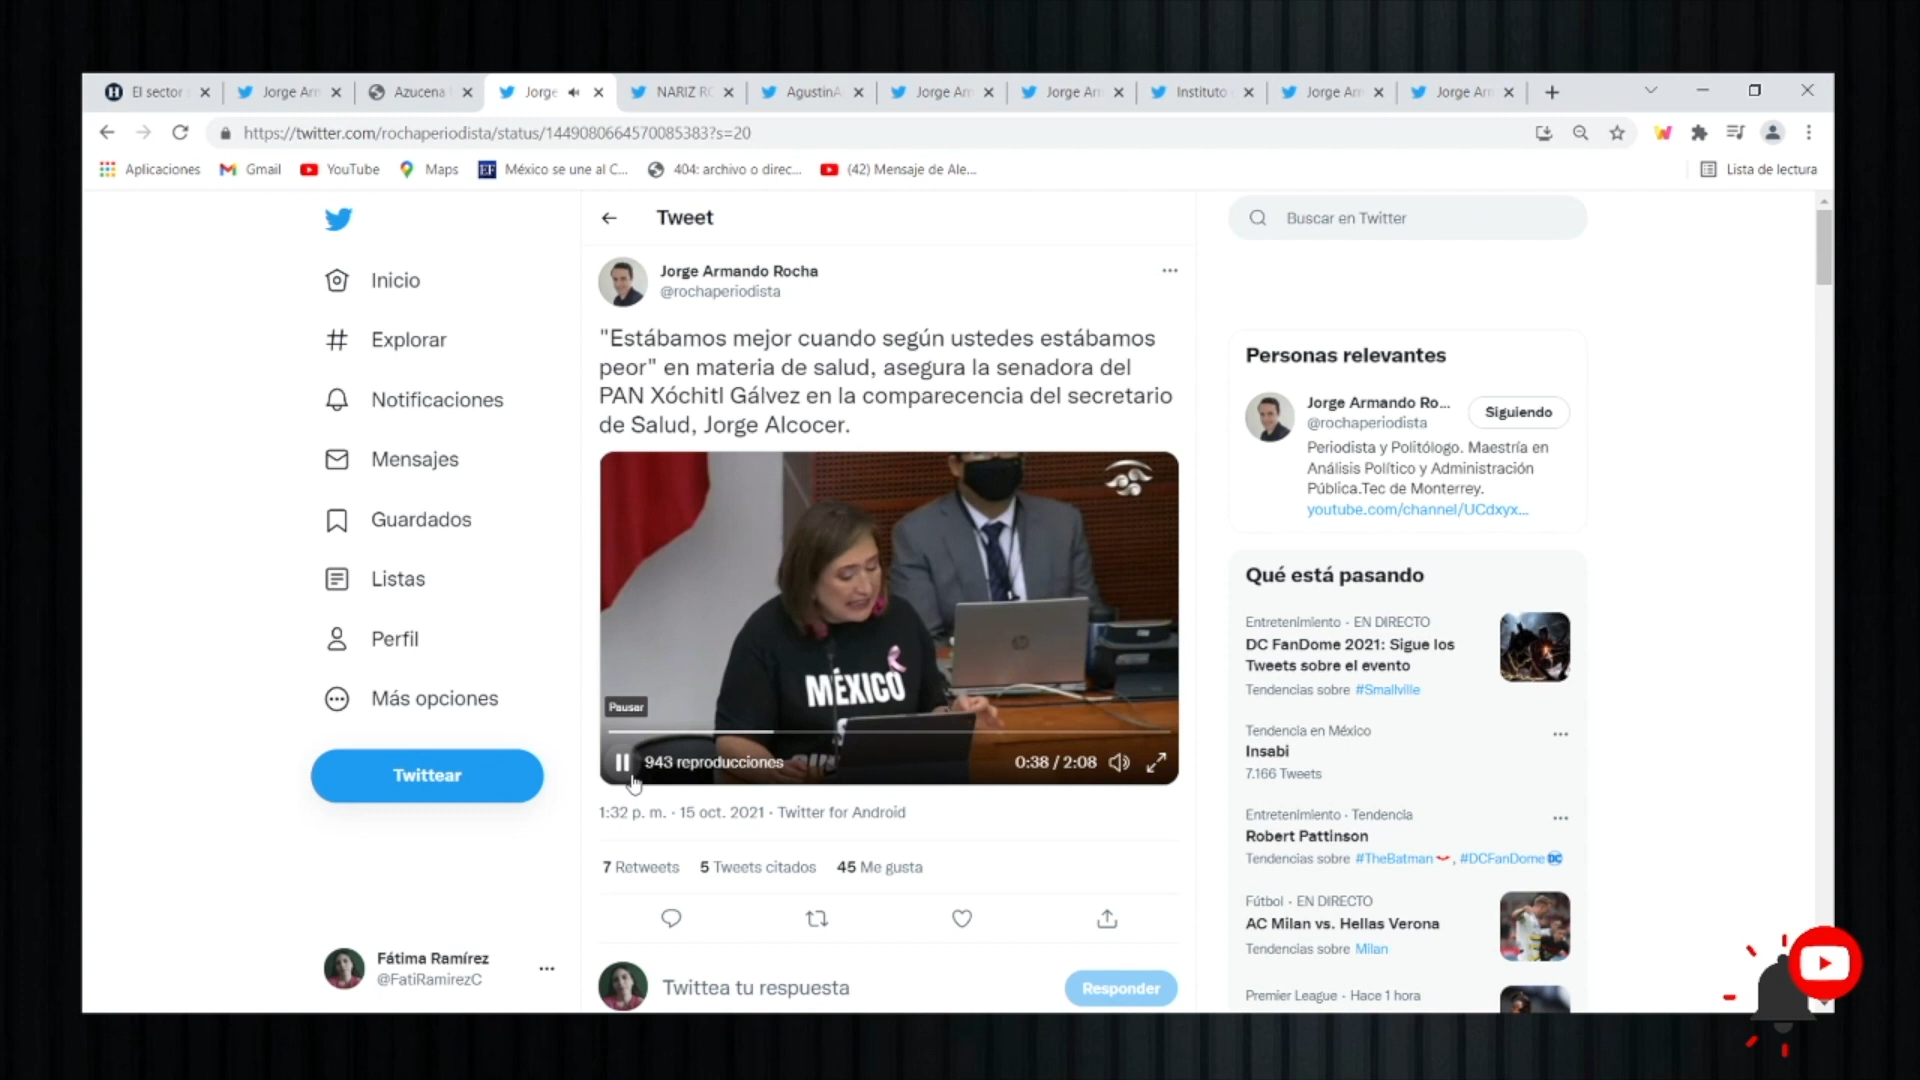 El sector
Jorge Arm
Azucena
Jorge
NARIZ RO
AgustinA
Jorge Arm
Jorge Arm
Instituto
Jorge Arm
Jorge Arm
https://twitter.com/rochaperiodista/status/1449080664570085383?s=20
Aplicaciones
Gmail
YouTube
Maps
EF
México se une al C...
404: archivo o direc...
(42) Mensaje de Ale...
Lista de lectura
Inicio
Explorar
Notificaciones
Mensajes
Guardados
Listas
Perfil
Más opciones
Twittear
Fátima Ramírez
@FatiRamirezC
Tweet
Jorge Armando Rocha
@rochaperiodista
"Estábamos mejor cuando según ustedes estábamos
peor" en materia de salud, asegura la senadora del
PAN Xóchitl Gálvez en la comparecencia del secretario
de Salud, Jorge Alcocer.
MÉXICO
Pausar
943 reproducciones
0:38 / 2:08
1:32 p. m. · 15 oct. 2021 · Twitter for Android
7 Retweets 5 Tweets citados 45 Me gusta
Twittea tu respuesta
Responder
Buscar en Twitter
Personas relevantes
Jorge Armando Ro...
@rochaperiodista
Siguiendo
Periodista y Politólogo. Maestría en
Análisis Político y Administración
Pública.Tec de Monterrey.
youtube.com/channel/UCdxyx...
Qué está pasando
Entretenimiento · EN DIRECTO
DC FanDome 2021: Sigue los
Tweets sobre el evento
Tendencias sobre #Smallville
Tendencia en México
Insabi
7.166 Tweets
Entretenimiento · Tendencia
Robert Pattinson
Tendencias sobre #TheBatman, #DCFanDome
Fútbol · EN DIRECTO
AC Milan vs. Hellas Verona
Tendencias sobre Milan
Premier League · Hace 1 hora